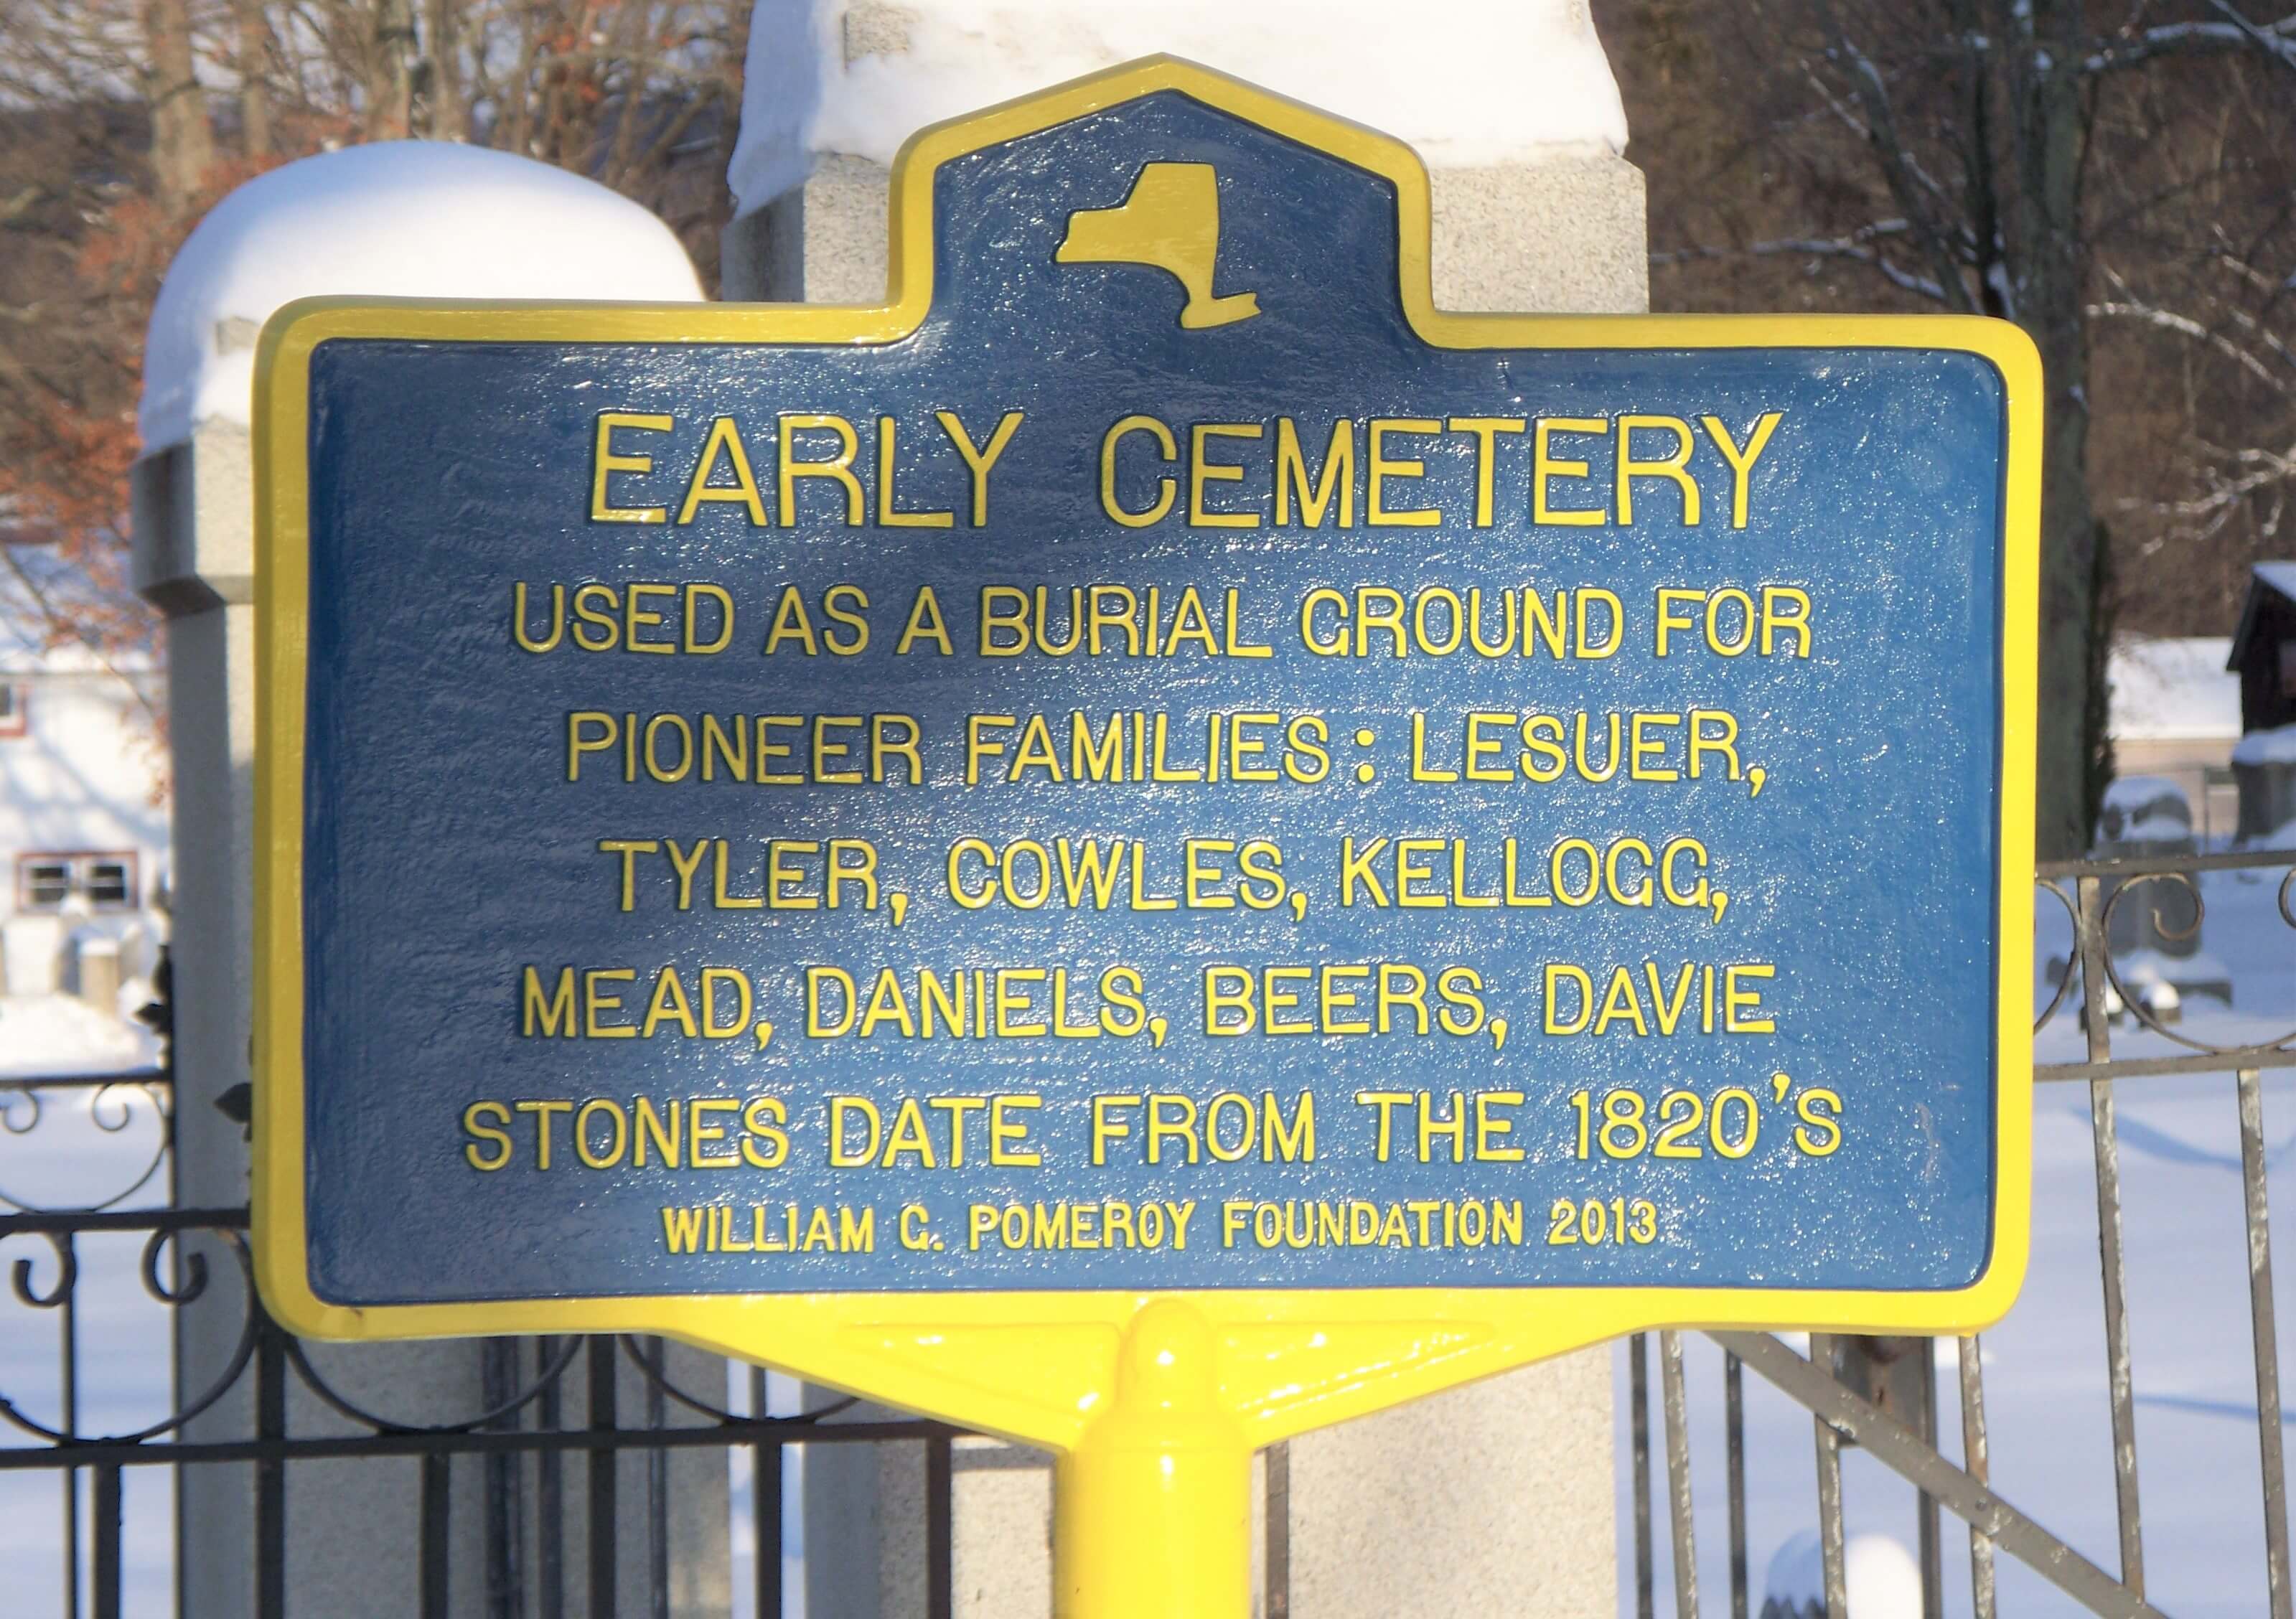 EARLY CEMETERY
USED AS A BURIAL GROUND FOR
PIONEER FAMILIES: LESUER,
TYLER, COWLES, KELLOGG,
MEAD, DANIELS, BEERS, DAVIE
STONES DATE FROM THE 1820'S
WILLIAM G. POMEROY FOUNDATION 2013